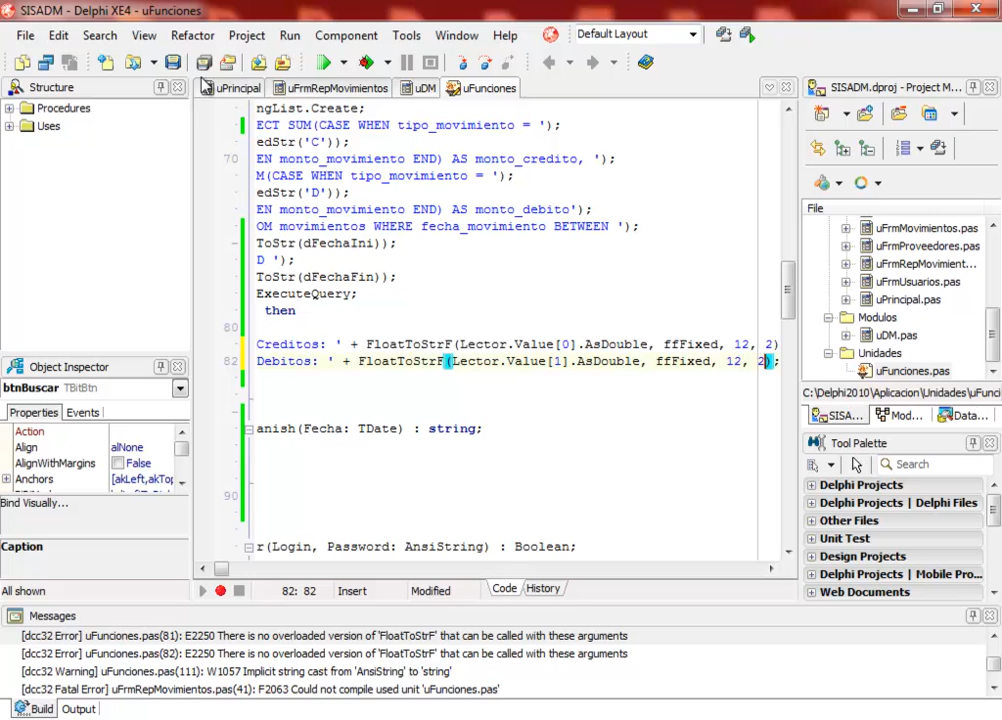 SISADM - Delphi XE4 - uFunciones
File Edit Search View Refactor Project Run Component Tools Window Help
Default Layout
Structure
Procedures
Uses
uPrincipal uFrmRepMovimientos uDM uFunciones
ngList.Create;
ECT SUM(CASE WHEN tipo_movimiento = ');
edStr('C'));
70 EN monto_movimiento END) AS monto_credito, ');
M(CASE WHEN tipo_movimiento = ');
edStr('D'));
EN monto_movimiento END) AS monto_debito');
OM movimientos WHERE fecha_movimiento BETWEEN ');
ToStr(dFechaIni));
D ');
ToStr(dFechaFin));
ExecuteQuery;
then
80
Creditos: ' + FloatToStrF(Lector.Value[0].AsDouble, ffFixed, 12, 2)
82 Debitos: ' + FloatToStrF(Lector.Value[1].AsDouble, ffFixed, 12, 2);
anish(Fecha: TDate) : string;
90
r(Login, Password: AnsiString) : Boolean;
82: 82 Insert Modified Code History
Object Inspector
btnBuscar TBitBtn
Properties Events
Action
Align alNone
AlignWithMargins False
Anchors [akLeft,akTop
Bind Visually...
Caption
All shown
SISADM.dproj - Project M...
File
uFrmMovimientos.pas
uFrmProveedores.pas
uFrmRepMovimient...
uFrmUsuarios.pas
uPrincipal.pas
Modulos
uDM.pas
Unidades
uFunciones.pas
C:\Delphi2010\Aplicacion\Unidades\uFunci
SISA... Mod... Data...
Tool Palette
Search
Delphi Projects
Delphi Projects | Delphi Files
Other Files
Unit Test
Design Projects
Delphi Projects | Mobile Pro...
Web Documents
Messages
[dcc32 Error] uFunciones.pas(81): E2250 There is no overloaded version of 'FloatToStrF' that can be called with these arguments
[dcc32 Error] uFunciones.pas(82): E2250 There is no overloaded version of 'FloatToStrF' that can be called with these arguments
[dcc32 Warning] uFunciones.pas(111): W1057 Implicit string cast from 'AnsiString' to 'string'
[dcc32 Fatal Error] uFrmRepMovimientos.pas(41): F2063 Could not compile used unit 'uFunciones.pas'
Build Output